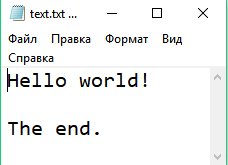 text.txt ...
Файл Правка Формат Вид
Справка
Hello world!

The end.